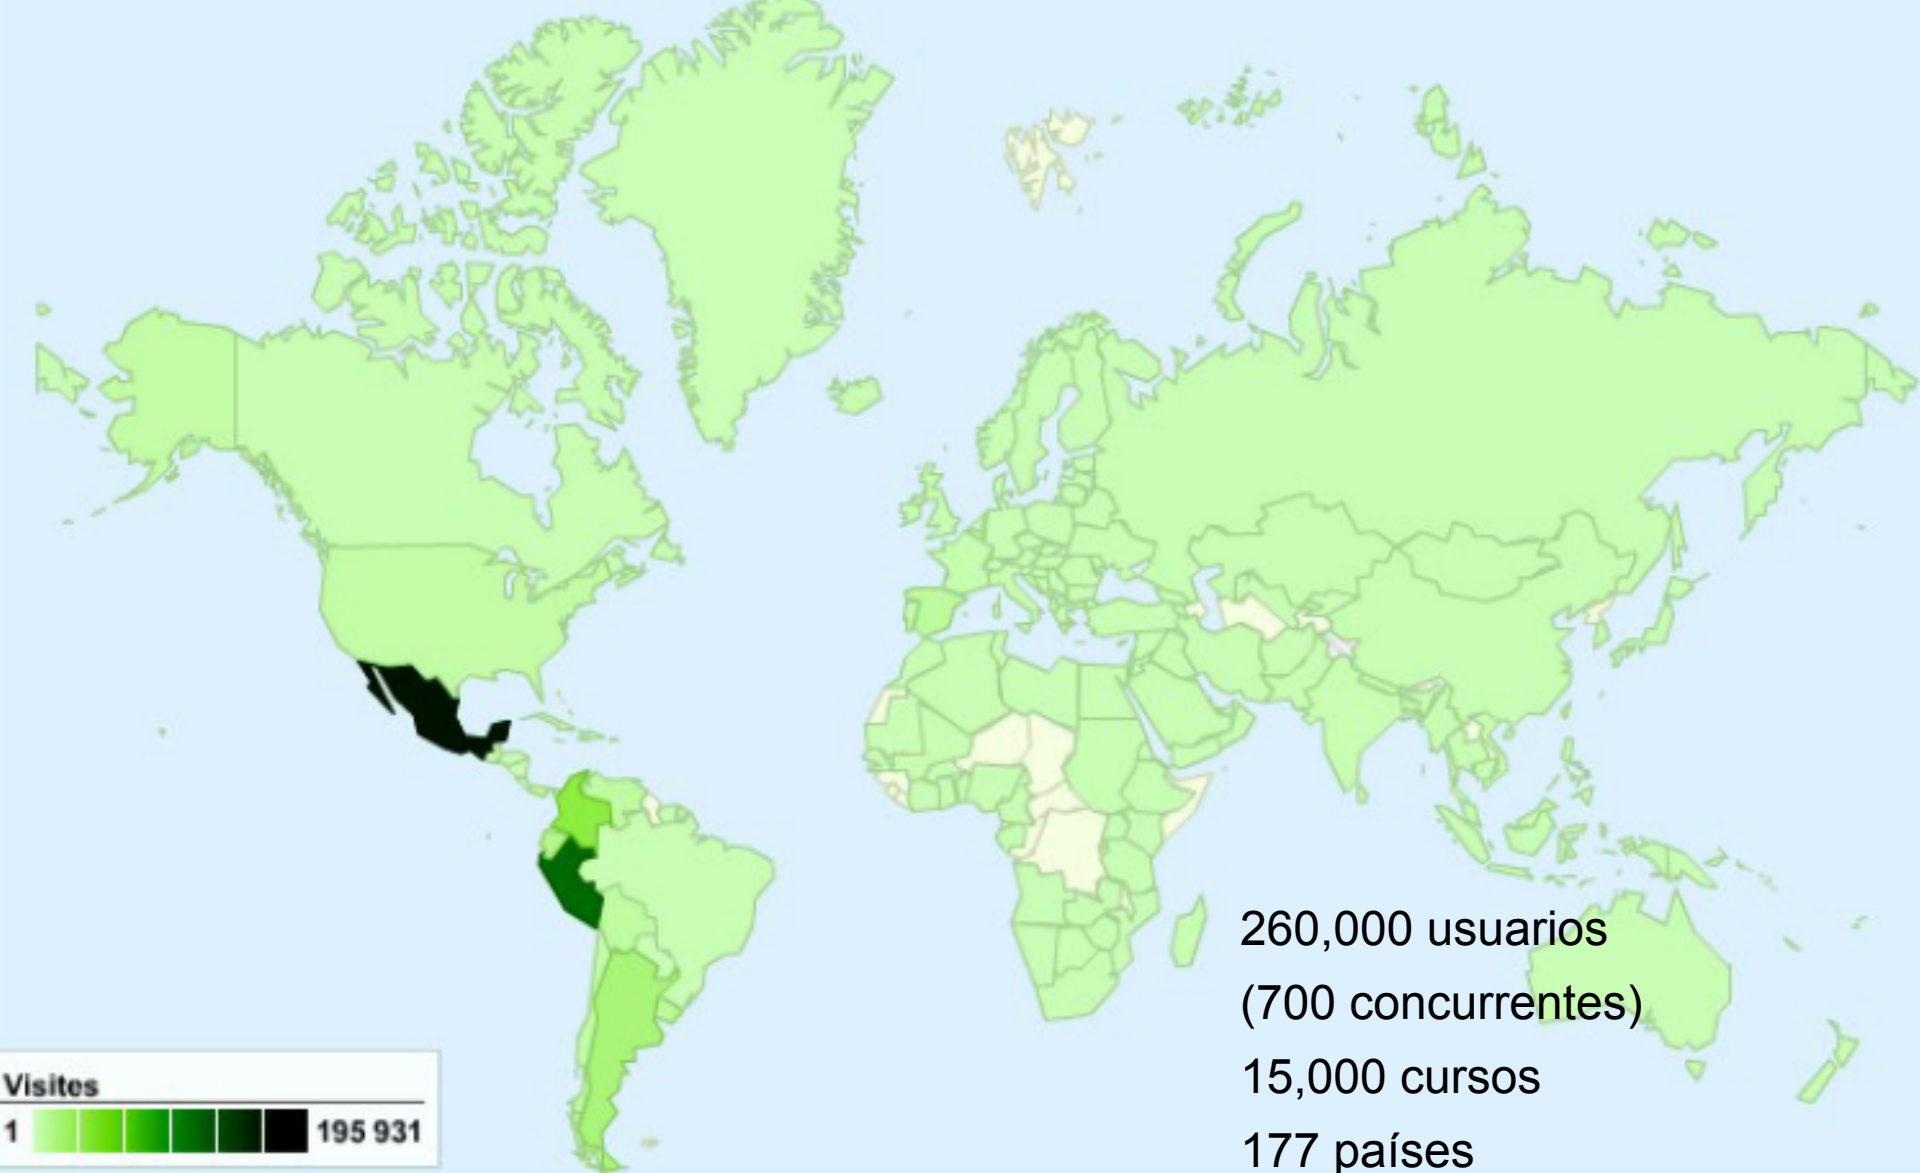 260,000 usuarios
(700 concurrentes)
15,000 cursos
177 países
Visites
1 195 931